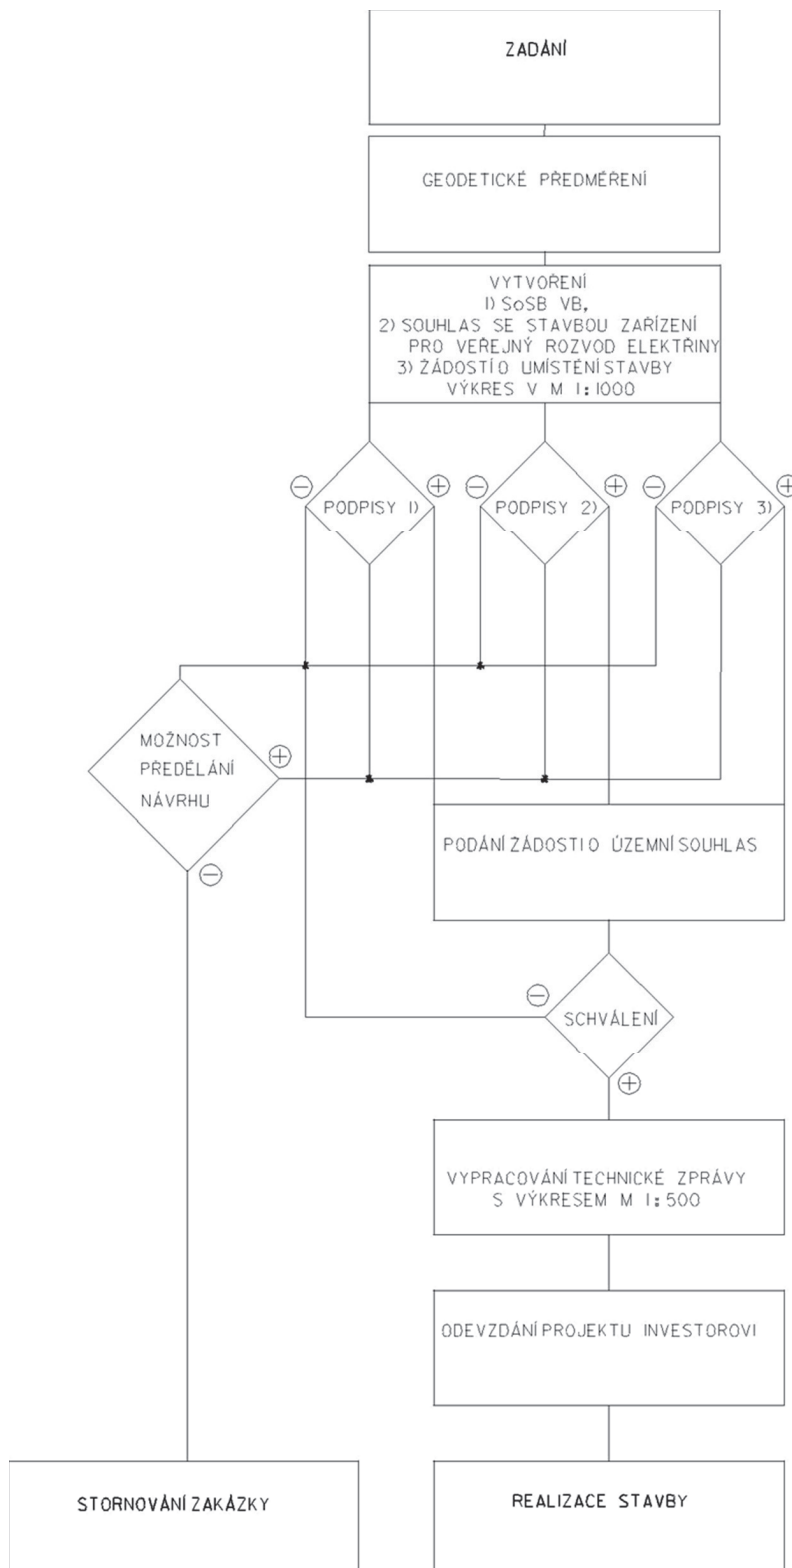 ZADÁNÍ
GEODETICKÉ PŘEDMĚŘENÍ
VYTVOŘENÍ
1) SoSB VB,
2) SOUHLAS SE STAVBOU ZAŘÍZENÍ
PRO VEŘEJNÝ ROZVOD ELEKTŘINY
3) ŽÁDOSTÍ O UMÍSTĚNÍ STAVBY
VÝKRES V M 1:1000
PODPISY 1)
PODPISY 2)
PODPISY 3)
MOŽNOST
PŘEDĚLÁNÍ
NÁVRHU
PODÁNÍ ŽÁDOSTI O ÚZEMNÍ SOUHLAS
SCHVÁLENÍ
VYPRACOVÁNÍ TECHNICKÉ ZPRÁVY
S VÝKRESEM M 1:500
ODEVZDÁNÍ PROJEKTU INVESTOROVI
STORNOVÁNÍ ZAKÁZKY
REALIZACE STAVBY